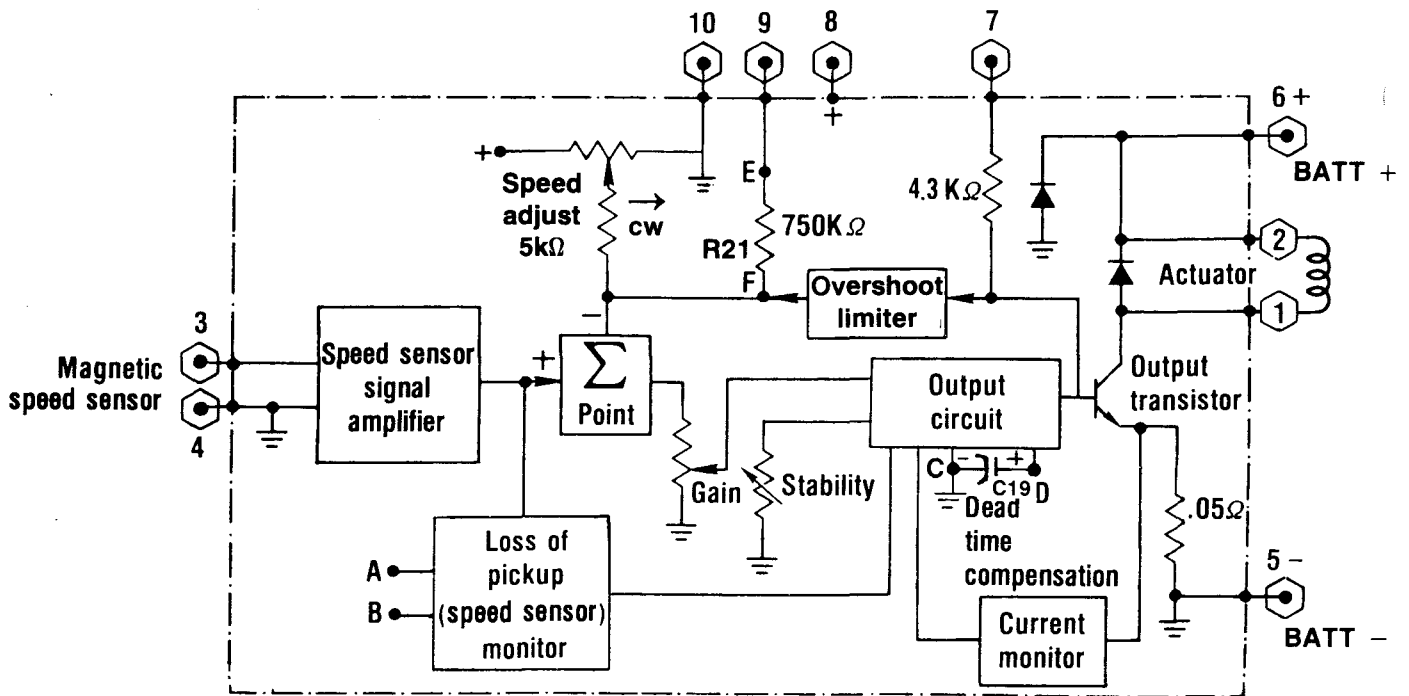 10
9
8
7
6 +
BATT +
+
+
E
Speed
adjust
5kΩ
cw
R21
750KΩ
F
4.3 KΩ
Overshoot
limiter
2
Actuator
1
3
Magnetic
speed sensor
4
Speed sensor
signal
amplifier
−
+
Σ
Point
Output
circuit
Output
transistor
Gain
Stability
C
-
+
C19
D
Dead
time
compensation
.05Ω
A
B
Loss of
pickup
(speed sensor)
monitor
Current
monitor
5 −
BATT −